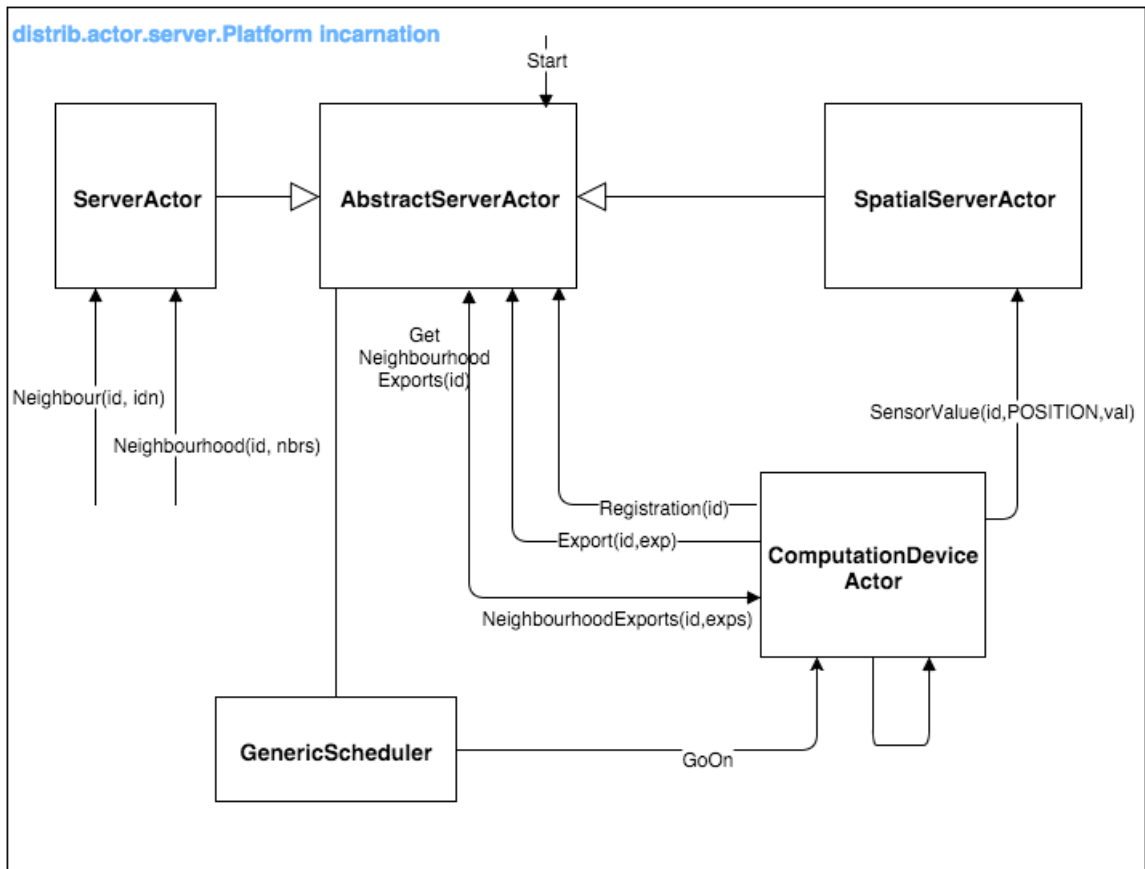 distrib.actor.server.Platform incarnation
Start
ServerActor
AbstractServerActor
SpatialServerActor
Get
Neighbourhood
Exports(id)
Neighbour(id, idn)
SensorValue(id,POSITION,val)
Neighbourhood(id, nbrs)
Registration(id)
Export(id,exp)
ComputationDevice
Actor
NeighbourhoodExports(id,exps)
GenericScheduler
GoOn